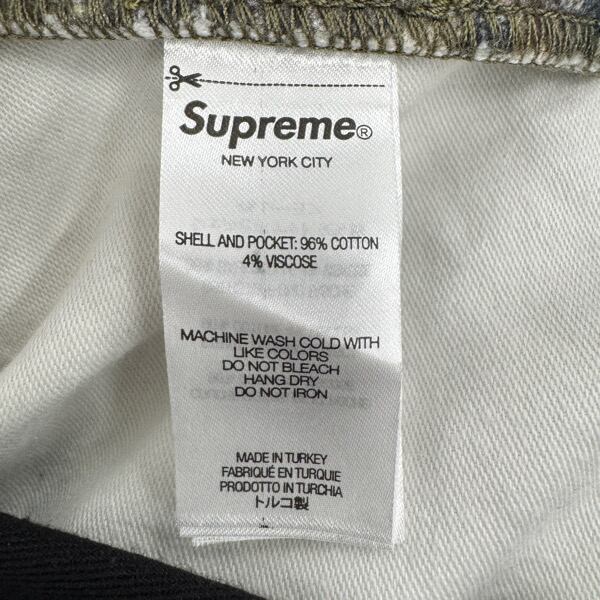 Supreme®
NEW YORK CITY
SHELL AND POCKET: 96% COTTON
4% VISCOSE
MACHINE WASH COLD WITH
LIKE COLORS
DO NOT BLEACH
HANG DRY
DO NOT IRON
MADE IN TURKEY
FABRIQUÉ EN TURQUIE
PRODOTTO IN TURCHIA
トルコ製